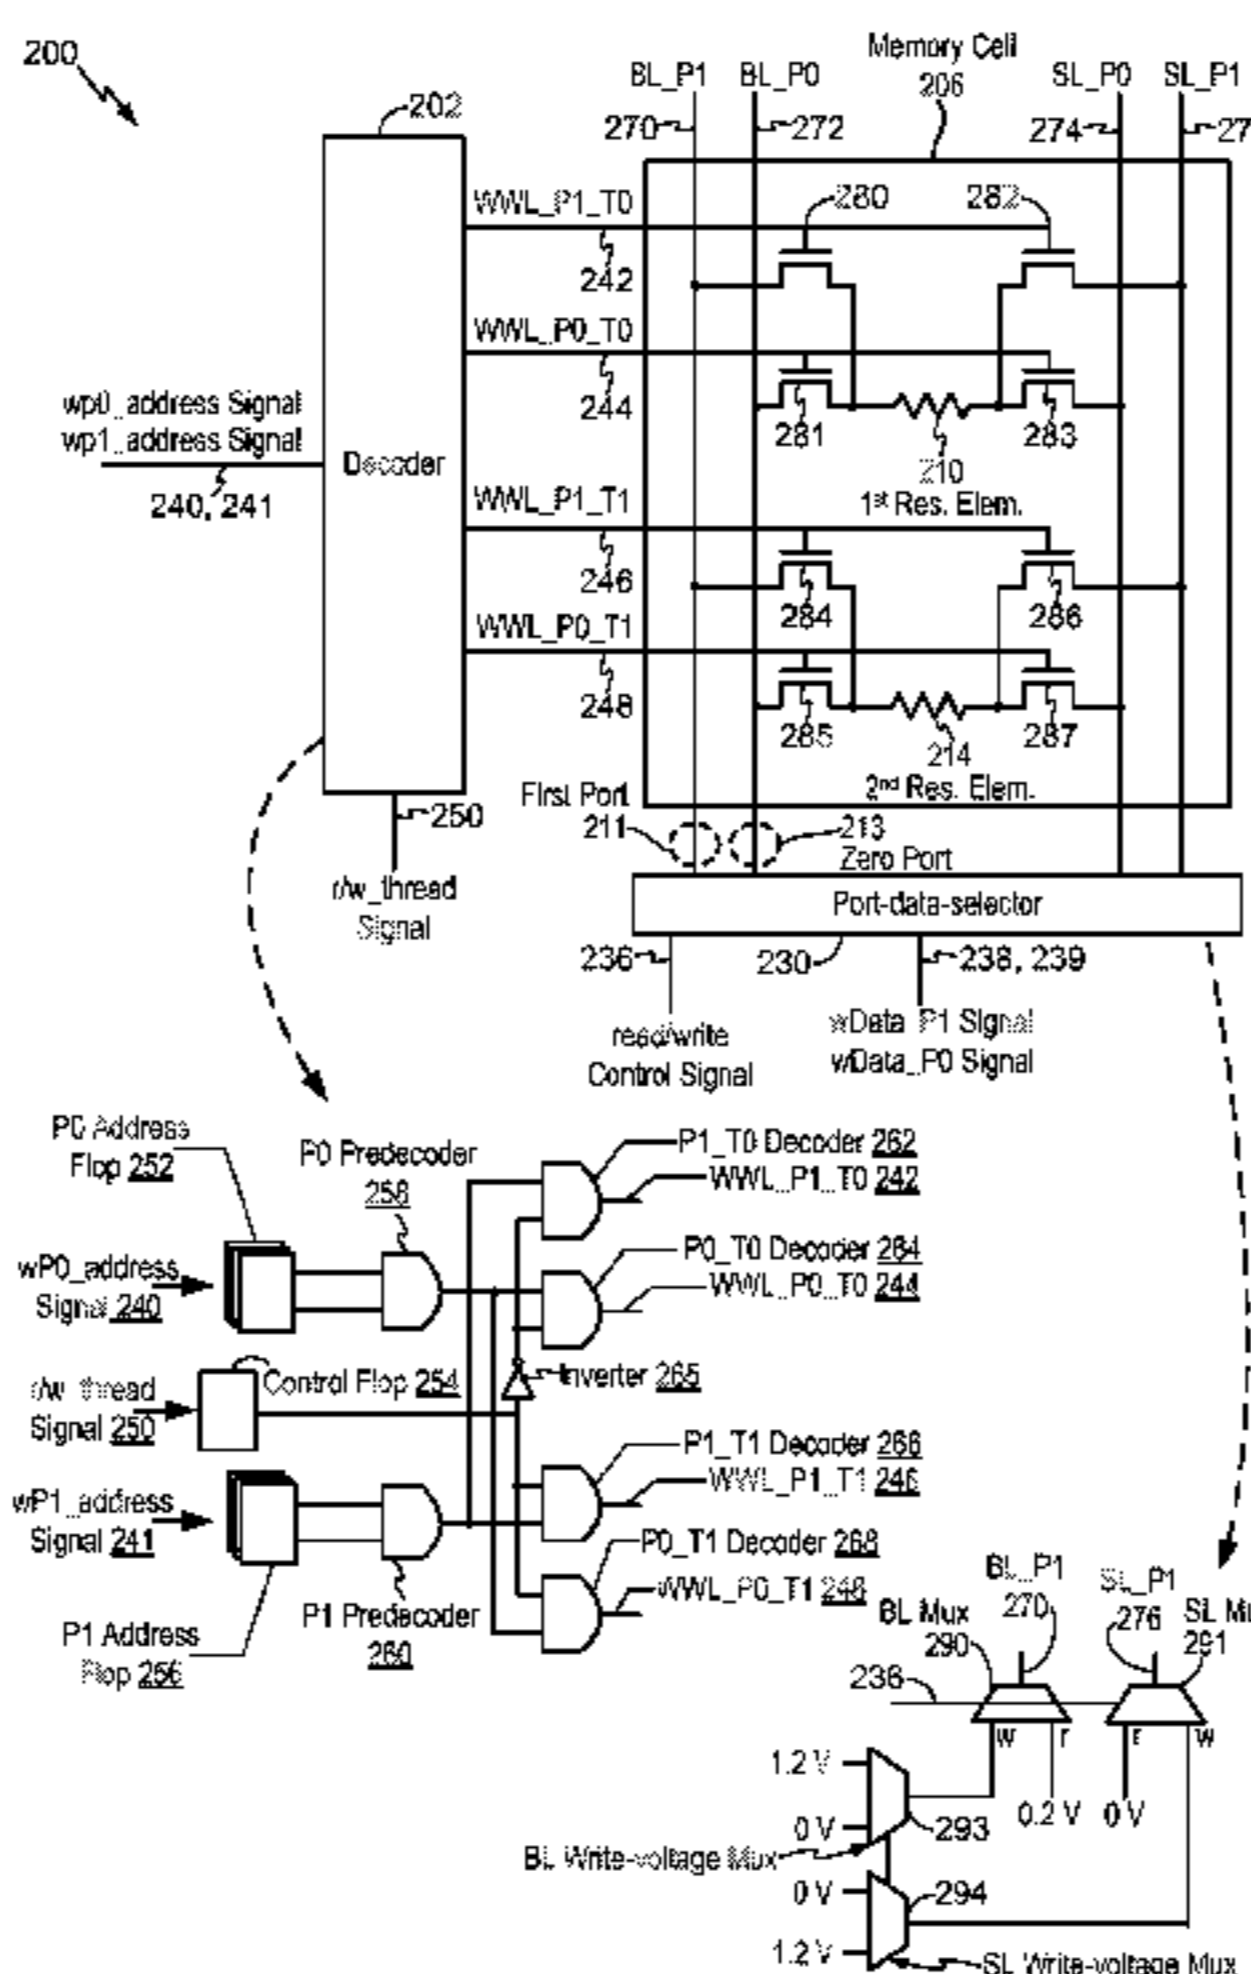 200
Memory Cell
206
BL_P1 BL_P0
SL_P0 SL_P1
270 272
274 27
202
WWL_P1_T0
242
280 282
WWL_P0_T0
244
281 283
210
1st Res. Elem.
wp0_address Signal
wp1_address Signal
240, 241
Decoder
WWL_P1_T1
246
284 286
WWL_P0_T1
248
285 287
214
2nd Res. Elem.
250
r/w_thread
Signal
First Port
211
213
Zero Port
Port-data-selector
236
230
238, 239
read/write
Control Signal
wData_P1 Signal
wData_P0 Signal
P0 Address
Flop 252
P0 Predecoder
258
P1_T0 Decoder 262
WWL_P1_T0 242
P0_T0 Decoder 264
WWL_P0_T0 244
wP0_address
Signal 240
Control Flop 254
Inverter 265
r/w_thread
Signal 250
P1_T1 Decoder 266
WWL_P1_T1 246
wP1_address
Signal 241
P0_T1 Decoder 268
WWL_P0_T1 248
P1 Predecoder
260
P1 Address
Flop 256
BL_P1
270
SL_P1
276
BL Mux
290
SL Mu
291
236
w r r w
1.2 V
0 V
293
0.2 V 0 V
BL Write-voltage Mux
0 V
294
1.2 V
SL Write-voltage Mux